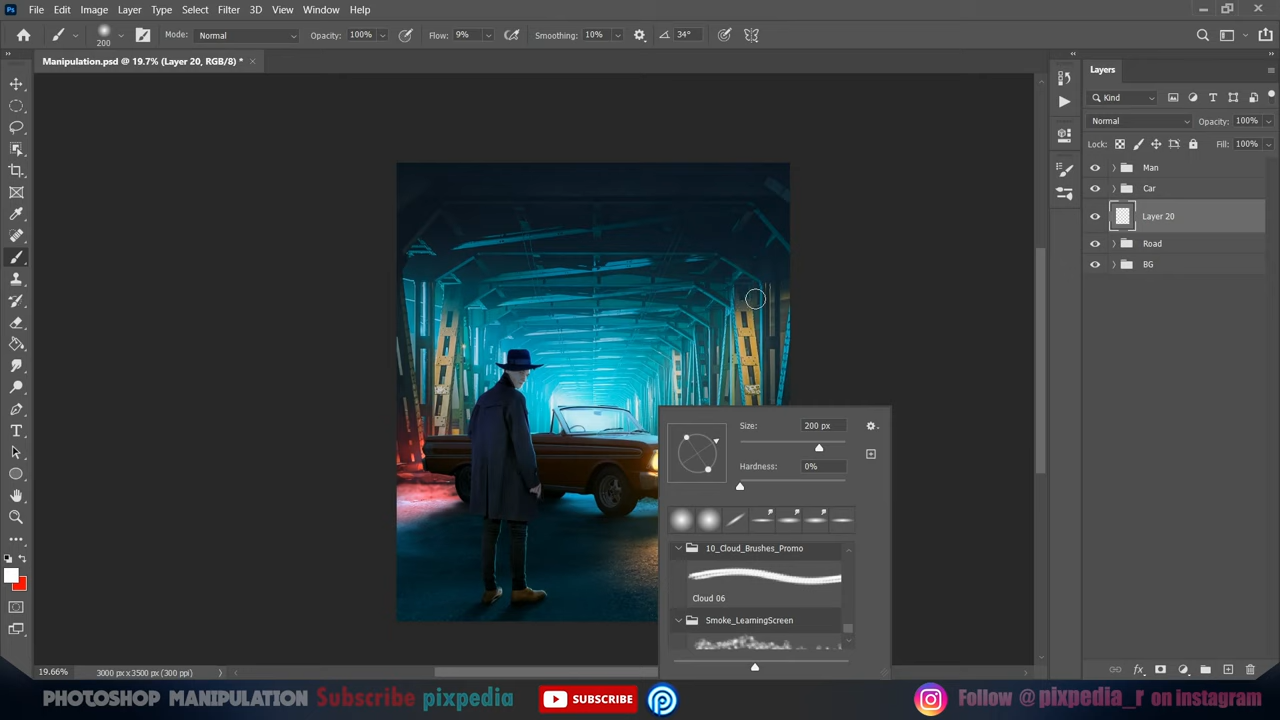 Ps File Edit Image Layer Type Select Filter 3D View Window Help
200 Mode: Normal Opacity: 100% Flow: 9% Smoothing: 10% 34°
Manipulation.psd @ 19.7% (Layer 20, RGB/8) *
Layers
Kind
Normal Opacity: 100%
Lock: Fill: 100%
Man
Car
Layer 20
Road
BG
Size: 200 px
Hardness: 0%
10_Cloud_Brushes_Promo
Cloud 06
Smoke_LearningScreen
19.66% 3000 px x 3500 px (300 ppi)
PHOTOSHOP MANIPULATION Subscribe pixpedia SUBSCRIBE Follow @pixpedia_r on instagram